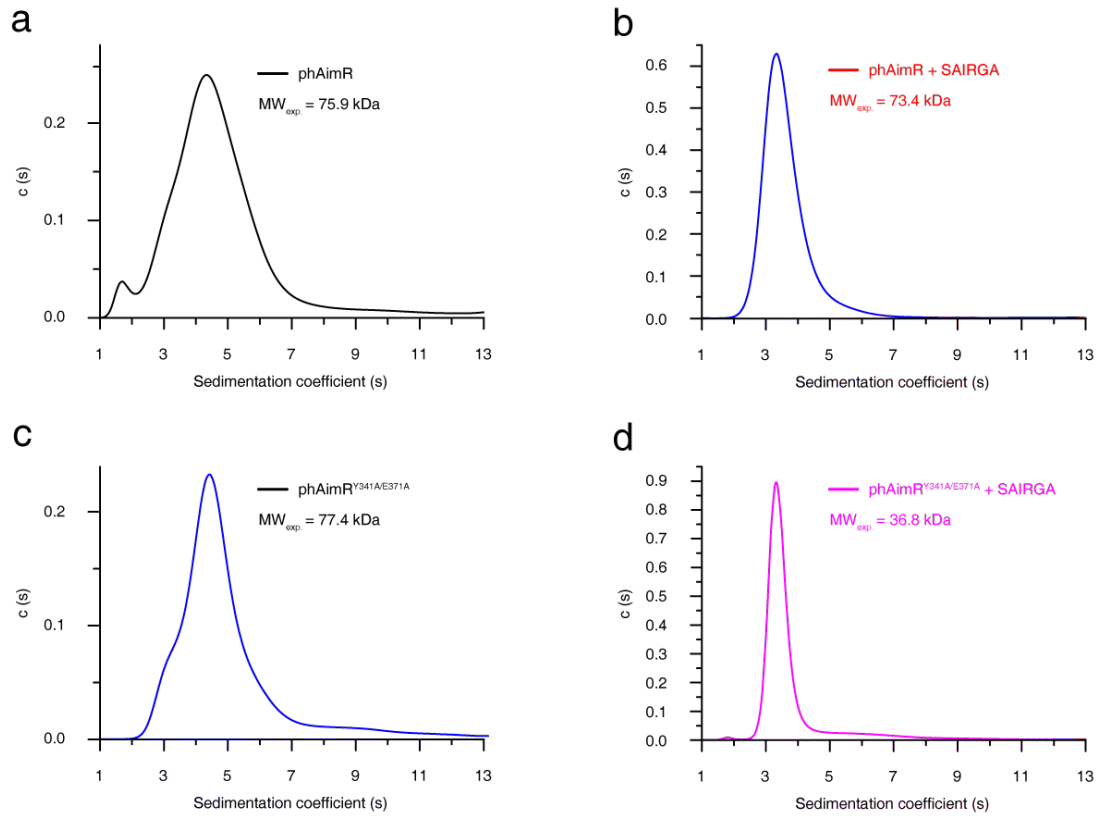 a
phAimR
MWexp. = 75.9 kDa
0.2
0.1
0.0
c (s)
1 3 5 7 9 11 13
Sedimentation coefficient (s)
b
phAimR + SAIRGA
MWexp. = 73.4 kDa
0.6
0.5
0.4
0.3
0.2
0.1
0.0
c (s)
1 3 5 7 9 11 13
Sedimentation coefficient (s)
c
phAimRY341A/E371A
MWexp. = 77.4 kDa
0.2
0.1
0.0
c (s)
1 3 5 7 9 11 13
Sedimentation coefficient (s)
d
phAimRY341A/E371A + SAIRGA
MWexp. = 36.8 kDa
0.9
0.8
0.7
0.6
0.5
0.4
0.3
0.2
0.1
0.0
c (s)
1 3 5 7 9 11 13
Sedimentation coefficient (s)